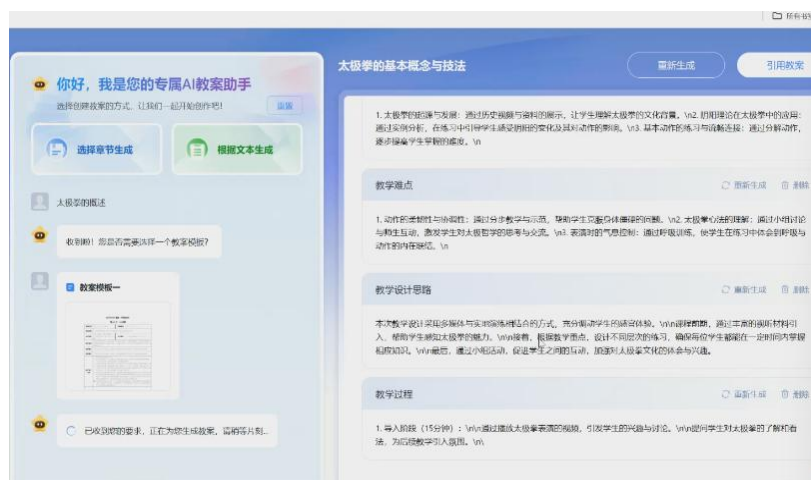 所有书签
你好，我是您的专属AI教案助手
选择创建教案的方式，让我们一起开始创作吧！
选择章节生成
根据文本生成
太极拳的概述
收到啦！您是否需要选择一个教案模版？
教案模板一
已收到您的要求，正在为您生成教案，请稍等片刻...
太极拳的基本概念与技法
重新生成
引用教案
1. 太极拳的起源与发展：通过历史视频与资料的展示，让学生理解太极拳的文化背景。\n2. 阴阳理论在太极拳中的应用：
通过实例分析，在练习中引导学生感受阴阳的变化及其对动作的影响。\n3. 基本动作的练习与流畅连接：通过分解动作，
逐步提高学生掌握的难度。\n
教学难点
重新生成
删除
1. 动作的柔韧性与协调性：通过分步教学与示范，帮助学生克服身体僵硬的问题。\n2. 太极拳心法的理解：通过小组讨论
与师生互动，激发学生对太极哲学的思考与交流。\n3. 表演时的气息控制：通过呼吸训练，使学生在练习中体会到呼吸与
动作的内在联结。\n
教学设计思路
重新生成
删除
本次教学设计采用多媒体与实地演练相结合的方式，充分调动学生的感官体验。\n\n课程前期，通过丰富的视听材料引
入，帮助学生感知太极拳的魅力。\n\n接着，根据教学重点，设计不同层次的练习，确保每位学生都能在一定时间内掌握
相应知识。\n\n最后，通过小组活动，促进学生之间的互动，加强对太极拳文化的体会与兴趣。
教学过程
重新生成
删除
1. 导入阶段（15分钟）：\n\n通过播放太极拳表演的视频，引发学生的兴趣与讨论。\n\n提问学生对太极拳的了解和看
法，为后续教学引入氛围。\n\